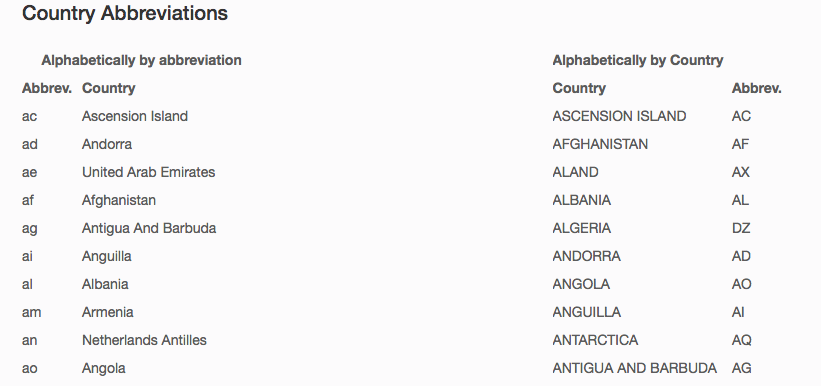 Country Abbreviations
Alphabetically by abbreviation Alphabetically by Country
Abbrev. Country Country Abbrev.
ac Ascension Island ASCENSION ISLAND AC
ad Andorra AFGHANISTAN AF
ae United Arab Emirates ALAND AX
af Afghanistan ALBANIA AL
ag Antigua And Barbuda ALGERIA DZ
ai Anguilla ANDORRA AD
al Albania ANGOLA AO
am Armenia ANGUILLA AI
an Netherlands Antilles ANTARCTICA AQ
ao Angola ANTIGUA AND BARBUDA AG